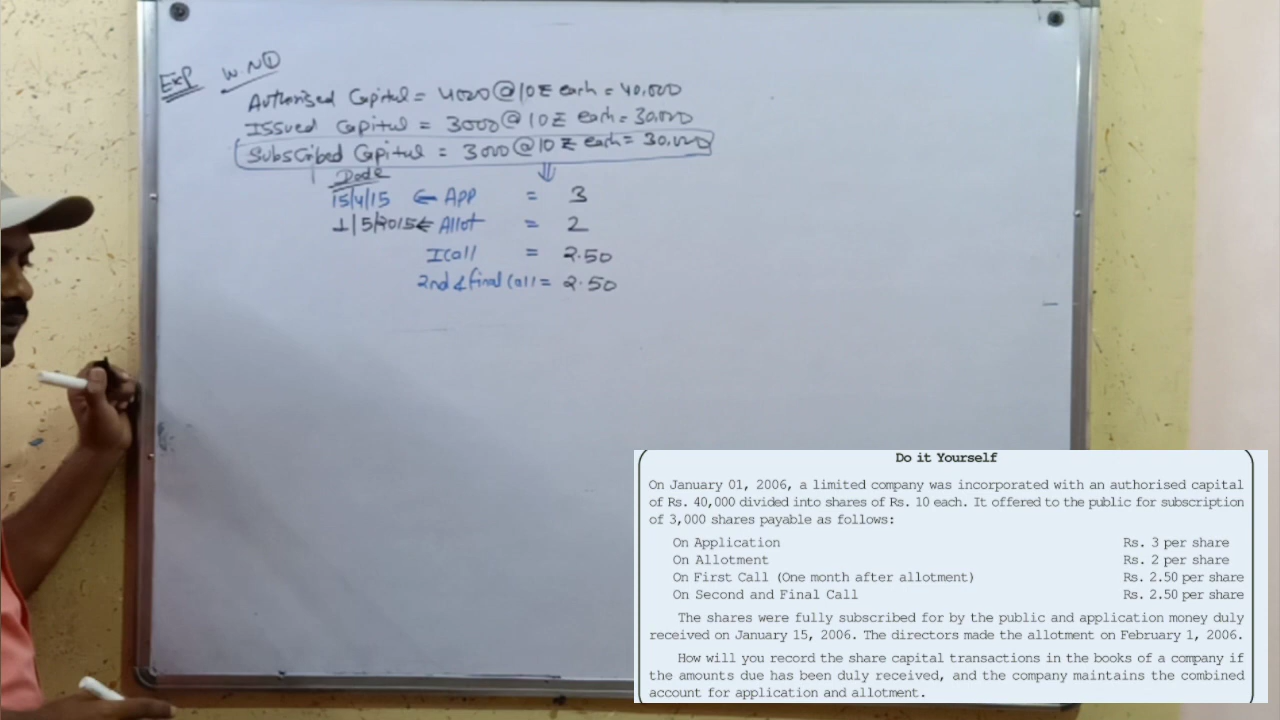 Exp W.N①
Authorised Capital = 4000@10₹ each = 40,000
Issued Capital = 3000@10₹ each = 30,000
Subscribed Capital = 3000@10₹ each = 30,000
Date ⇓
15/4/15 ← App = 3
1/5/2015 ← Allot = 2
I Call = 2.50
2nd & final Call = 2.50
Do it Yourself
On January 01, 2006, a limited company was incorporated with an authorised capital
of Rs. 40,000 divided into shares of Rs. 10 each. It offered to the public for subscription
of 3,000 shares payable as follows:
On Application Rs. 3 per share
On Allotment Rs. 2 per share
On First Call (One month after allotment) Rs. 2.50 per share
On Second and Final Call Rs. 2.50 per share
The shares were fully subscribed for by the public and application money duly
received on January 15, 2006. The directors made the allotment on February 1, 2006.
How will you record the share capital transactions in the books of a company if
the amounts due has been duly received, and the company maintains the combined
account for application and allotment.